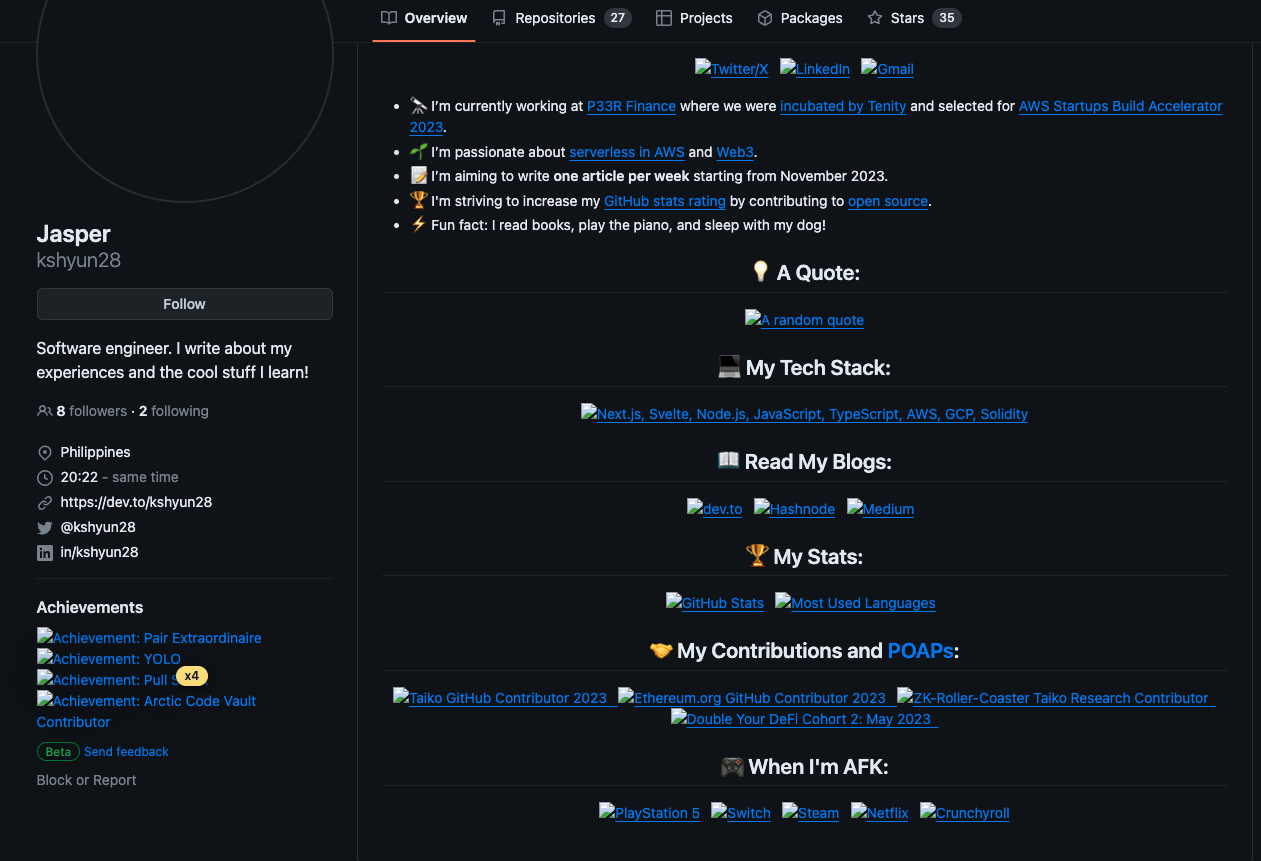 Overview
Repositories 27
Projects
Packages
Stars 35
Jasper
kshyun28
Follow
Software engineer. I write about my
experiences and the cool stuff I learn!
8 followers · 2 following
Philippines
20:22 - same time
https://dev.to/kshyun28
@kshyun28
in/kshyun28
Achievements
Achievement: Pair Extraordinaire
Achievement: YOLO
Achievement: Pull x4
Achievement: Arctic Code Vault
Contributor
Beta Send feedback
Block or Report
Twitter/X LinkedIn Gmail
I’m currently working at P33R Finance where we were incubated by Tenity and selected for AWS Startups Build Accelerator
2023.
I’m passionate about serverless in AWS and Web3.
I’m aiming to write one article per week starting from November 2023.
I'm striving to increase my GitHub stats rating by contributing to open source.
Fun fact: I read books, play the piano, and sleep with my dog!
A Quote:
A random quote
My Tech Stack:
Next.js, Svelte, Node.js, JavaScript, TypeScript, AWS, GCP, Solidity
Read My Blogs:
dev.to Hashnode Medium
My Stats:
GitHub Stats Most Used Languages
My Contributions and POAPs:
Taiko GitHub Contributor 2023 Ethereum.org GitHub Contributor 2023 ZK-Roller-Coaster Taiko Research Contributor
Double Your DeFi Cohort 2: May 2023
When I'm AFK:
PlayStation 5 Switch Steam Netflix Crunchyroll